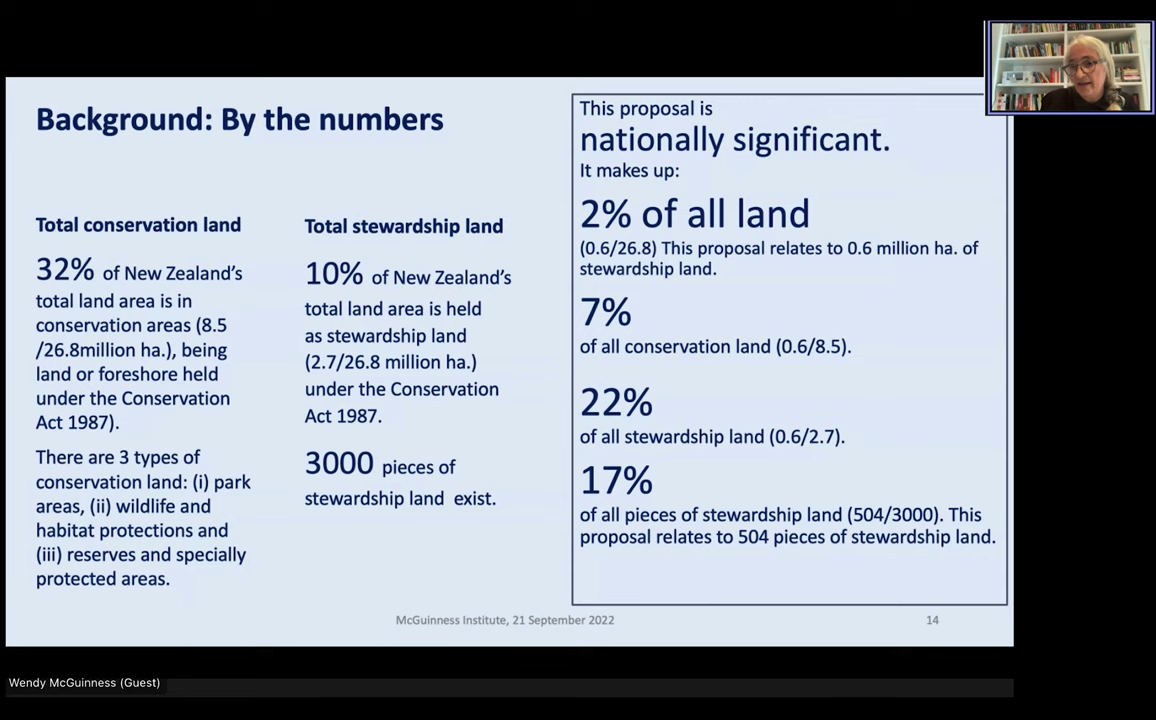 Background: By the numbers
Total conservation land
32% of New Zealand's
total land area is in
conservation areas (8.5
/26.8million ha.), being
land or foreshore held
under the Conservation
Act 1987).
There are 3 types of
conservation land: (i) park
areas, (ii) wildlife and
habitat protections and
(iii) reserves and specially
protected areas.
Total stewardship land
10% of New Zealand's
total land area is held
as stewardship land
(2.7/26.8 million ha.)
under the Conservation
Act 1987.
3000 pieces of
stewardship land exist.
This proposal is
nationally significant.
It makes up:
2% of all land
(0.6/26.8) This proposal relates to 0.6 million ha. of
stewardship land.
7%
of all conservation land (0.6/8.5).
22%
of all stewardship land (0.6/2.7).
17%
of all pieces of stewardship land (504/3000). This
proposal relates to 504 pieces of stewardship land.
McGuinness Institute, 21 September 2022
14
Wendy McGuinness (Guest)